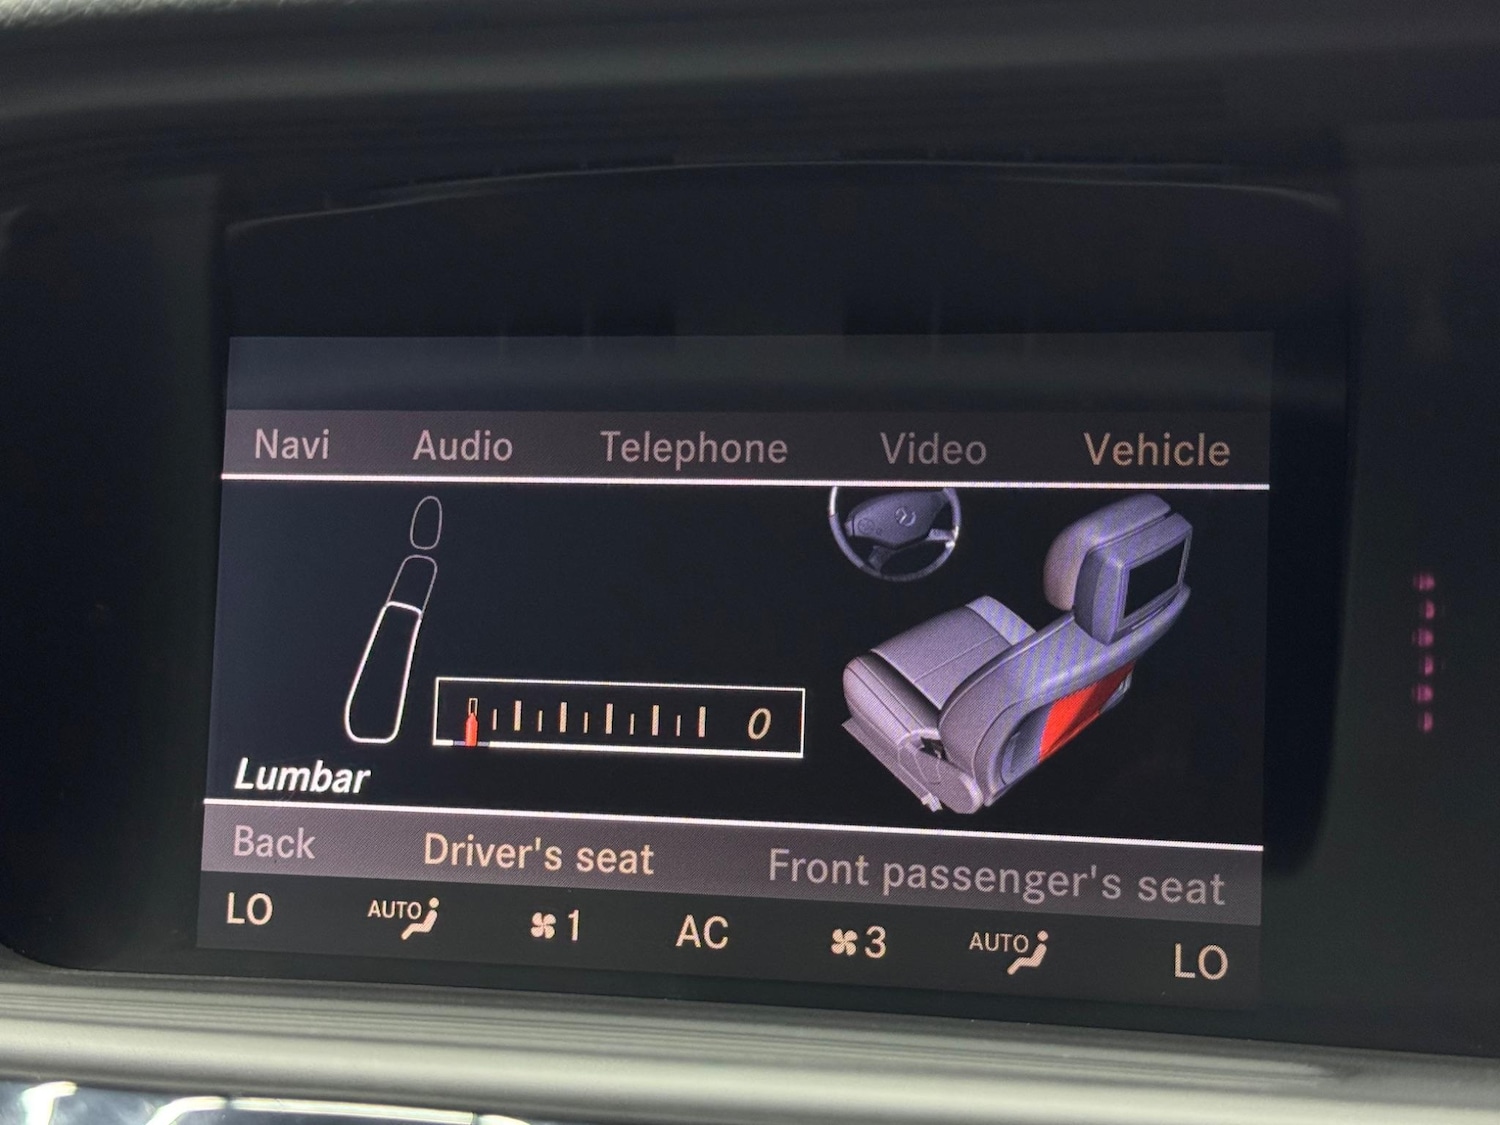 Navi Audio Telephone Video Vehicle
0
Lumbar
Back Driver's seat Front passenger's seat
LO AUTO 1 AC 3 AUTO LO